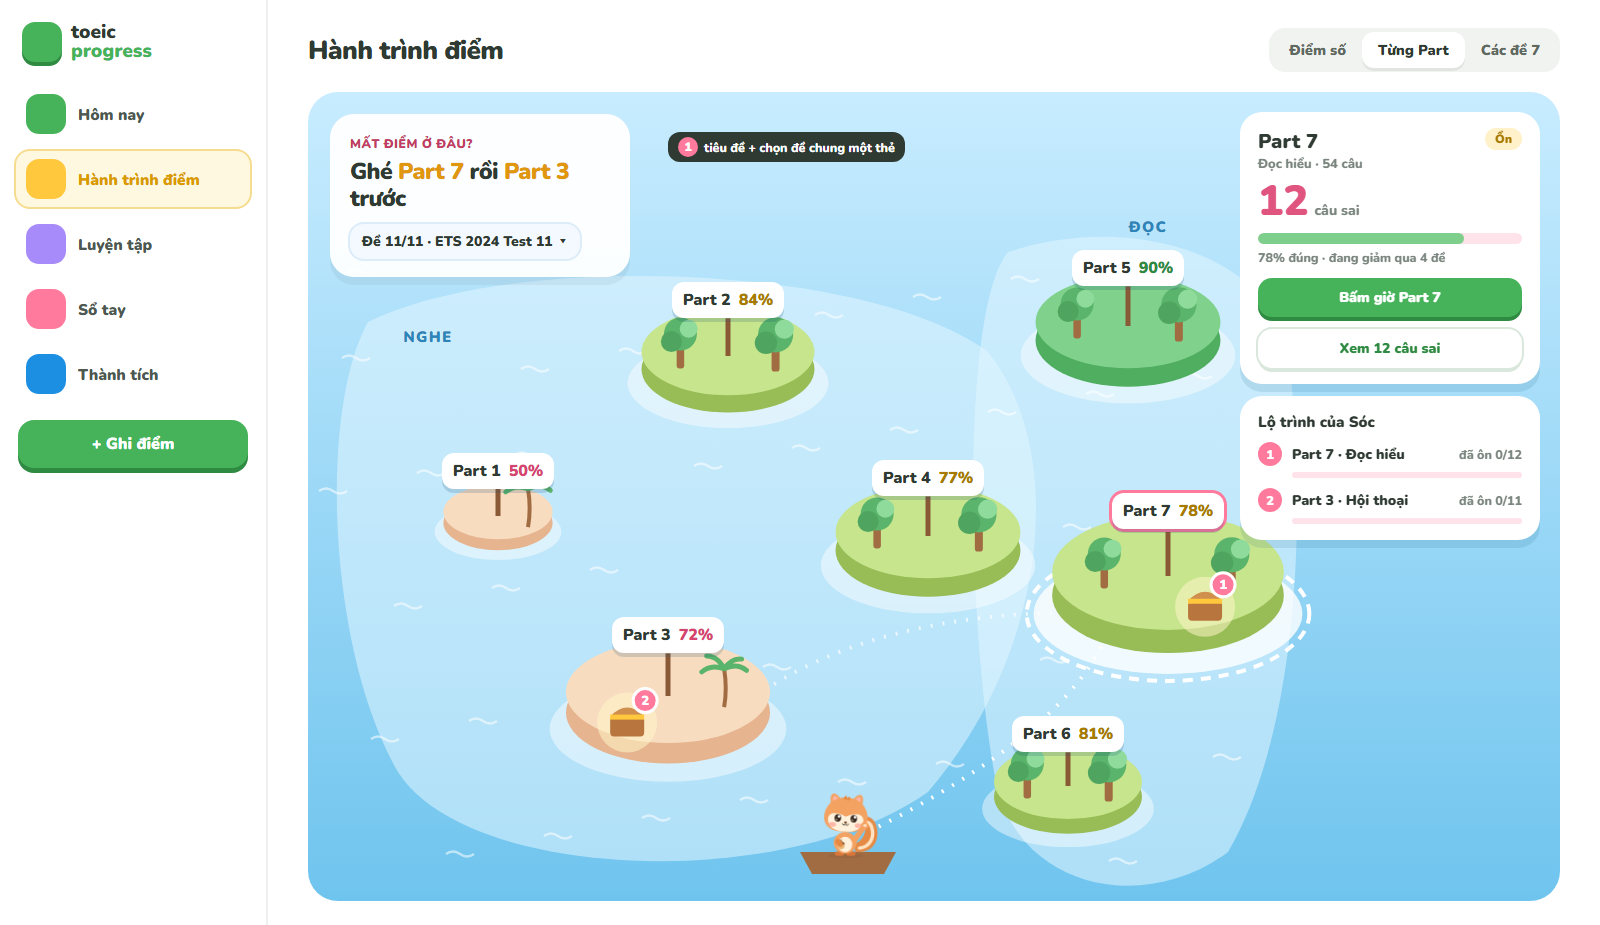 toeic
progress
Hôm nay
Hành trình điểm
Luyện tập
Sổ tay
Thành tích
+ Ghi điểm
Hành trình điểm
Điểm số
Từng Part
Các đề 7
MẤT ĐIỂM Ở ĐÂU?
Ghé Part 7 rồi Part 3
trước
Đề 11/11 · ETS 2024 Test 11 ▾
1 tiêu đề + chọn đề chung một thẻ
NGHE
ĐỌC
Part 2 84%
Part 5 90%
Part 1 50%
Part 4 77%
Part 7 78%
1
Part 3 72%
2
Part 6 81%
Part 7
Ổn
Đọc hiểu · 54 câu
12 câu sai
78% đúng · đang giảm qua 4 đề
Bấm giờ Part 7
Xem 12 câu sai
Lộ trình của Sóc
1 Part 7 · Đọc hiểu đã ôn 0/12
2 Part 3 · Hội thoại đã ôn 0/11